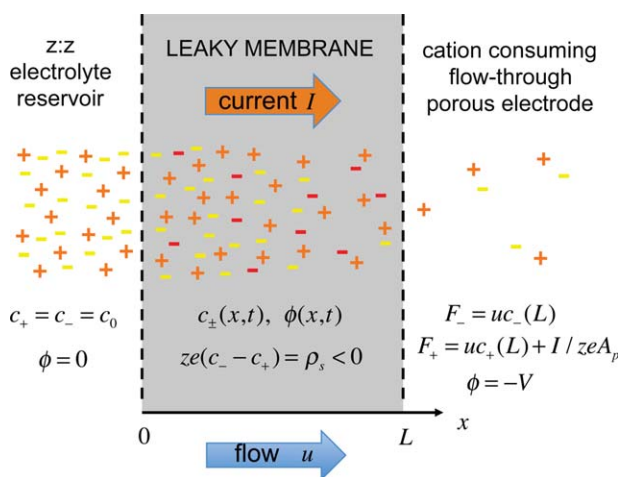 z:z
electrolyte
reservoir
LEAKY MEMBRANE
cation consuming
flow-through
porous electrode
current I
c₊ = c₋ = c₀
ϕ = 0
c±(x,t), ϕ(x,t)
ze(c₋ − c₊) = ρₛ < 0
F₋ = uc₋(L)
F₊ = uc₊(L) + I / zeAₚ
ϕ = −V
0
L
x
flow u